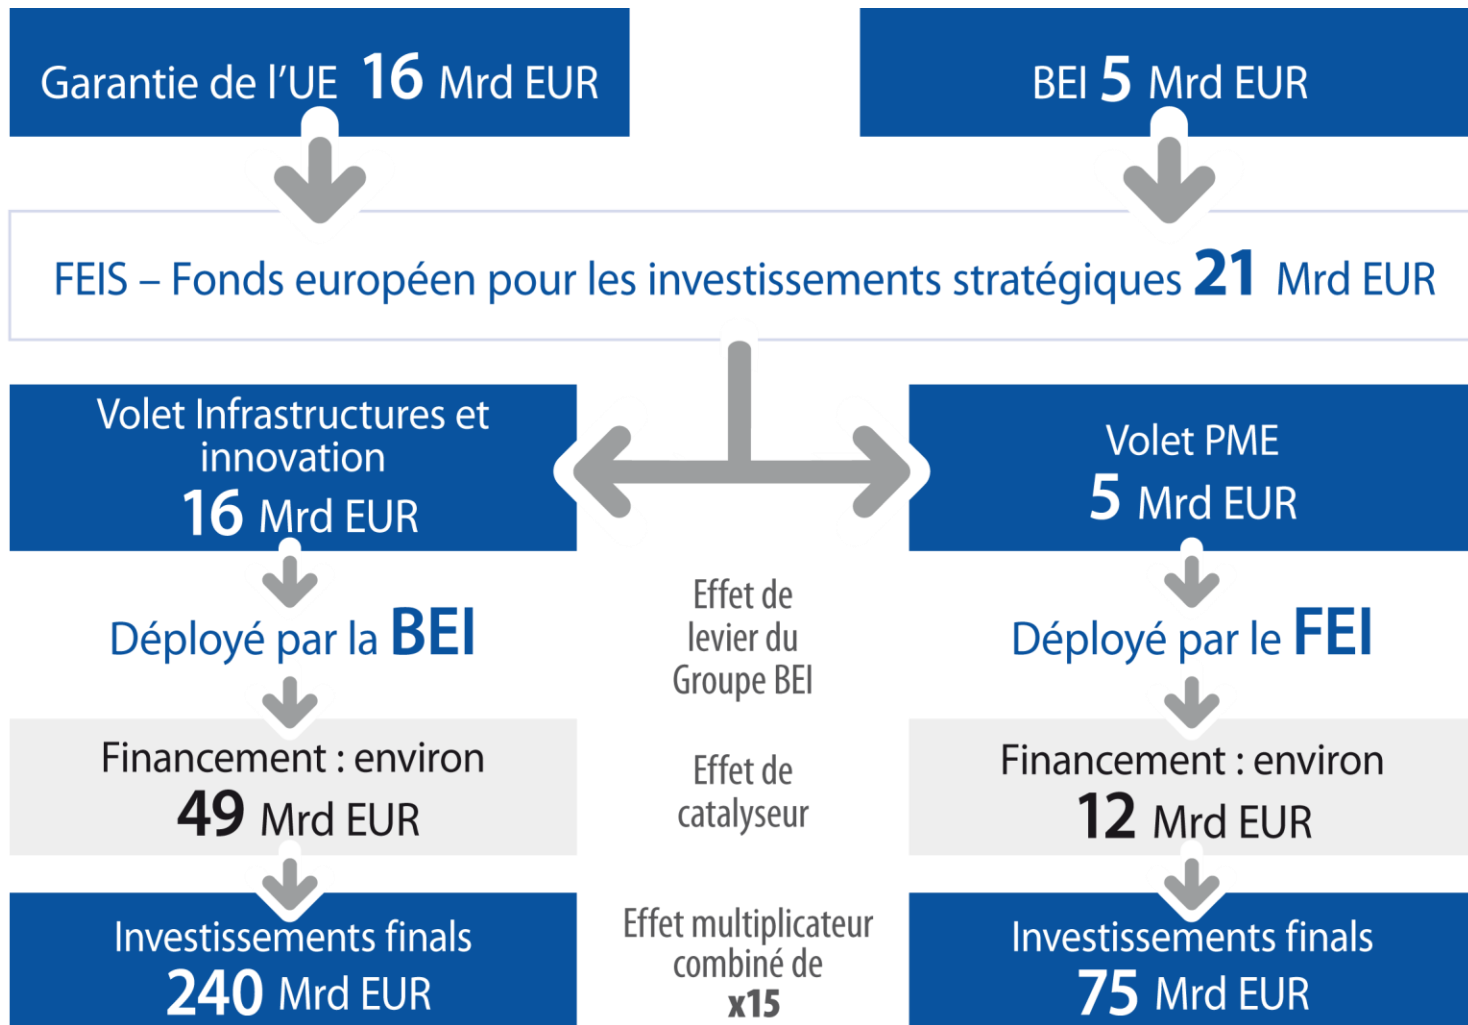 Garantie de l’UE 16 Mrd EUR
BEI 5 Mrd EUR
FEIS – Fonds européen pour les investissements stratégiques 21 Mrd EUR
Volet Infrastructures et
innovation
16 Mrd EUR
Volet PME
5 Mrd EUR
Effet de
levier du
Groupe BEI
Déployé par la BEI
Déployé par le FEI
Financement : environ
49 Mrd EUR
Effet de
catalyseur
Financement : environ
12 Mrd EUR
Investissements finals
240 Mrd EUR
Effet multiplicateur
combiné de
x15
Investissements finals
75 Mrd EUR